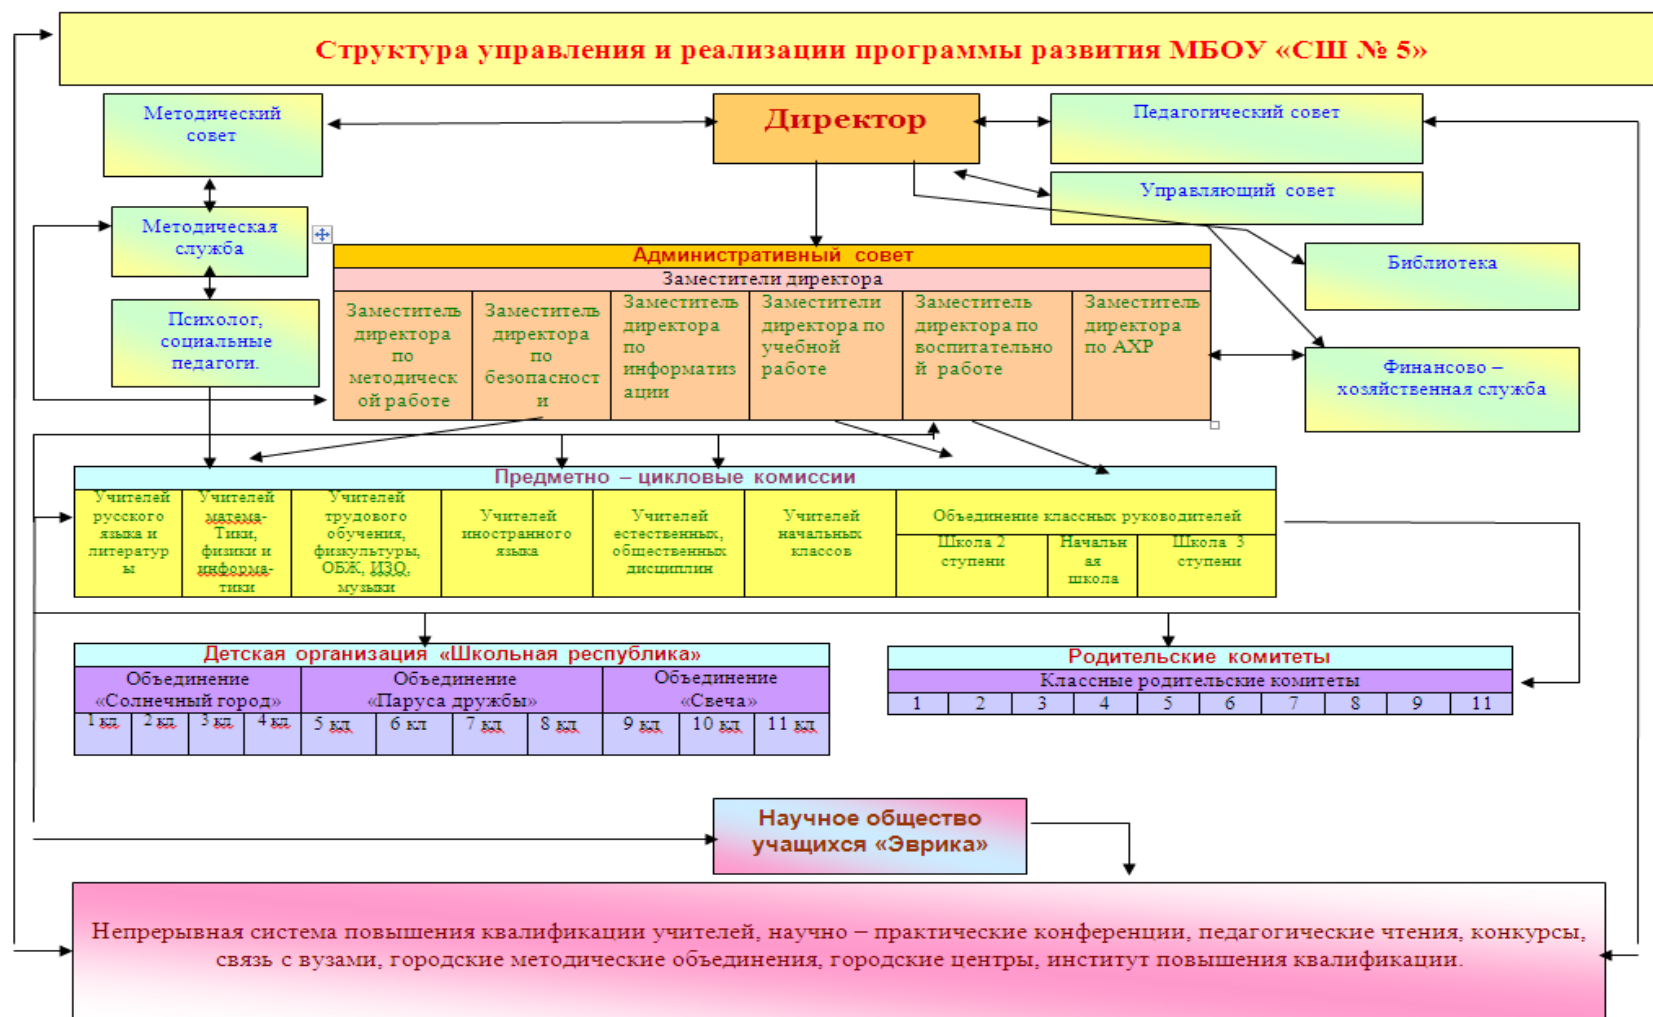 Структура управления и реализации программы развития МБОУ «СШ № 5»
Методический
совет
Директор
Педагогический совет
Управляющий совет
Методическая
служба
Библиотека
Психолог,
социальные
педагоги.
Финансово –
хозяйственная служба
Административный совет
Заместители директора
Заместитель
директора
по
методическ
ой работе
Заместитель
директора
по
безопасност
и
Заместитель
директора
по
информатиз
ации
Заместители
директора по
учебной
работе
Заместитель
директора по
воспитательно
й работе
Заместитель
директора
по АХР
Предметно – цикловые комиссии
Учителей
русского
языка и
литератур
ы
Учителей
матема-
Тики,
физики и
информа-
тики
Учителей
трудового
обучения,
физкультуры,
ОБЖ, ИЗО,
музыки
Учителей
иностранного
языка
Учителей
естественных,
общественных
дисциплин
Учителей
начальных
классов
Объединение классных руководителей
Школа 2
ступени
Начальн
ая
школа
Школа 3
ступени
Детская организация «Школьная республика»
Объединение
«Солнечный город»
Объединение
«Паруса дружбы»
Объединение
«Свеча»
1 кл 2 кл 3 кл 4 кл 5 кл 6 кл 7 кл 8 кл 9 кл 10 кл 11 кл
Родительские комитеты
Классные родительские комитеты
1 2 3 4 5 6 7 8 9 11
Научное общество
учащихся «Эврика»
Непрерывная система повышения квалификации учителей, научно – практические конференции, педагогические чтения, конкурсы,
связь с вузами, городские методические объединения, городские центры, институт повышения квалификации.